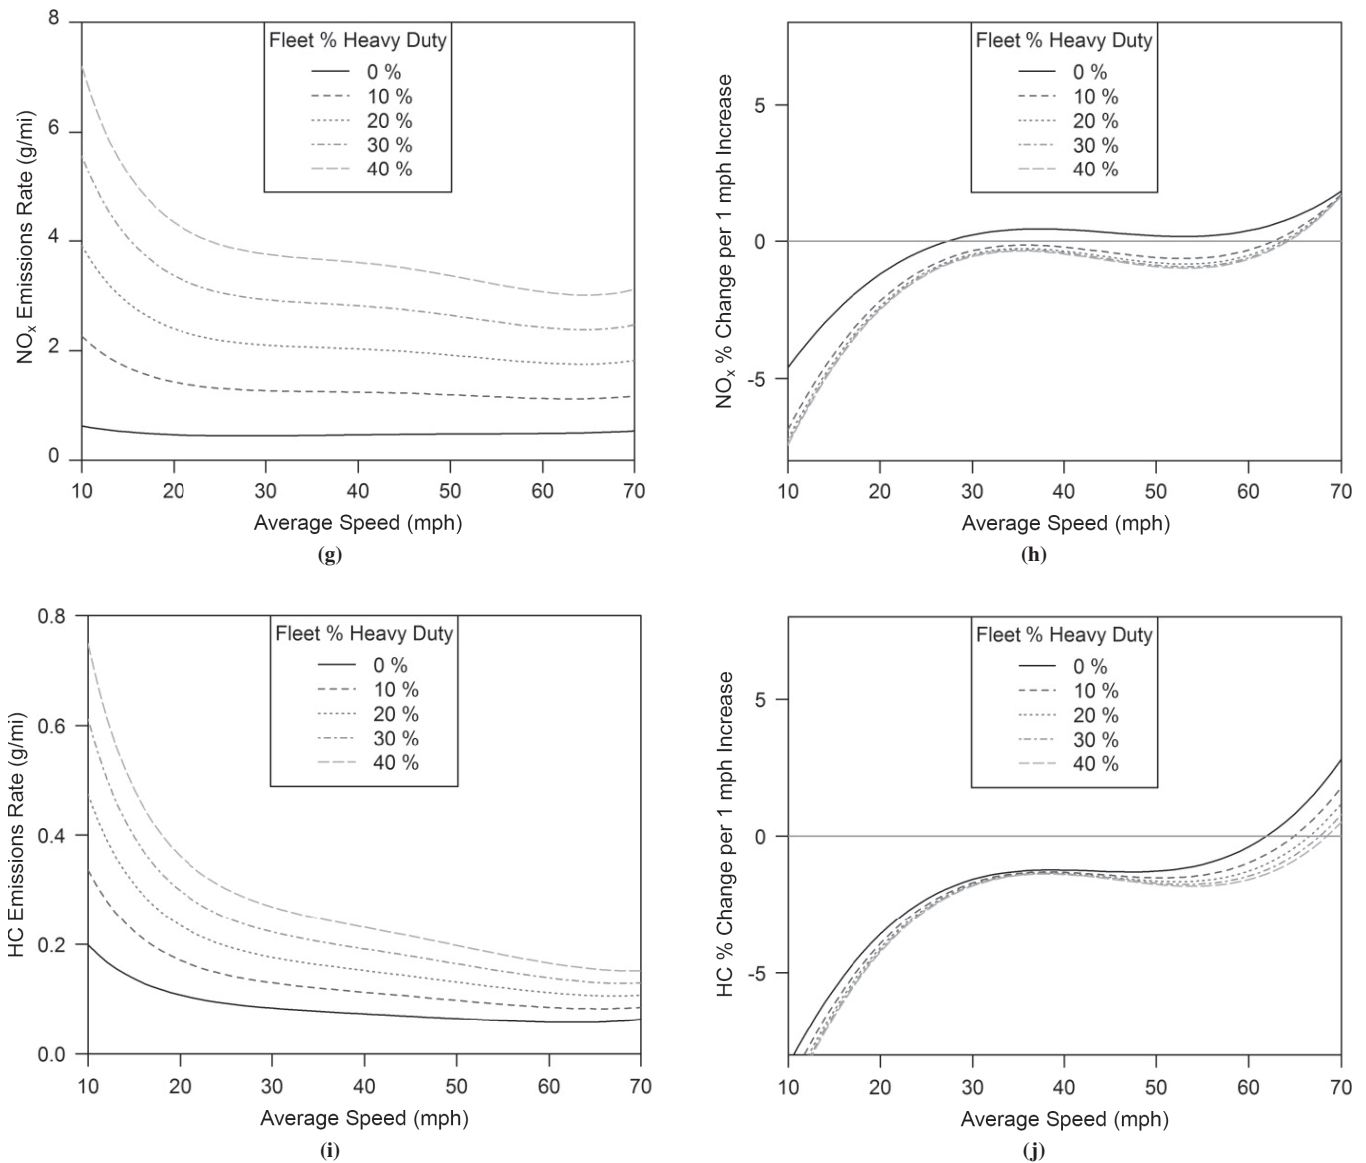 8
6
4
2
0
NOx Emissions Rate (g/mi)
Fleet % Heavy Duty
0 %
10 %
20 %
30 %
40 %
10 20 30 40 50 60 70
Average Speed (mph)
(g)
5
0
-5
NOx % Change per 1 mph Increase
Fleet % Heavy Duty
0 %
10 %
20 %
30 %
40 %
10 20 30 40 50 60 70
Average Speed (mph)
(h)
0.8
0.6
0.4
0.2
0.0
HC Emissions Rate (g/mi)
Fleet % Heavy Duty
0 %
10 %
20 %
30 %
40 %
10 20 30 40 50 60 70
Average Speed (mph)
(i)
5
0
-5
HC % Change per 1 mph Increase
Fleet % Heavy Duty
0 %
10 %
20 %
30 %
40 %
10 20 30 40 50 60 70
Average Speed (mph)
(j)